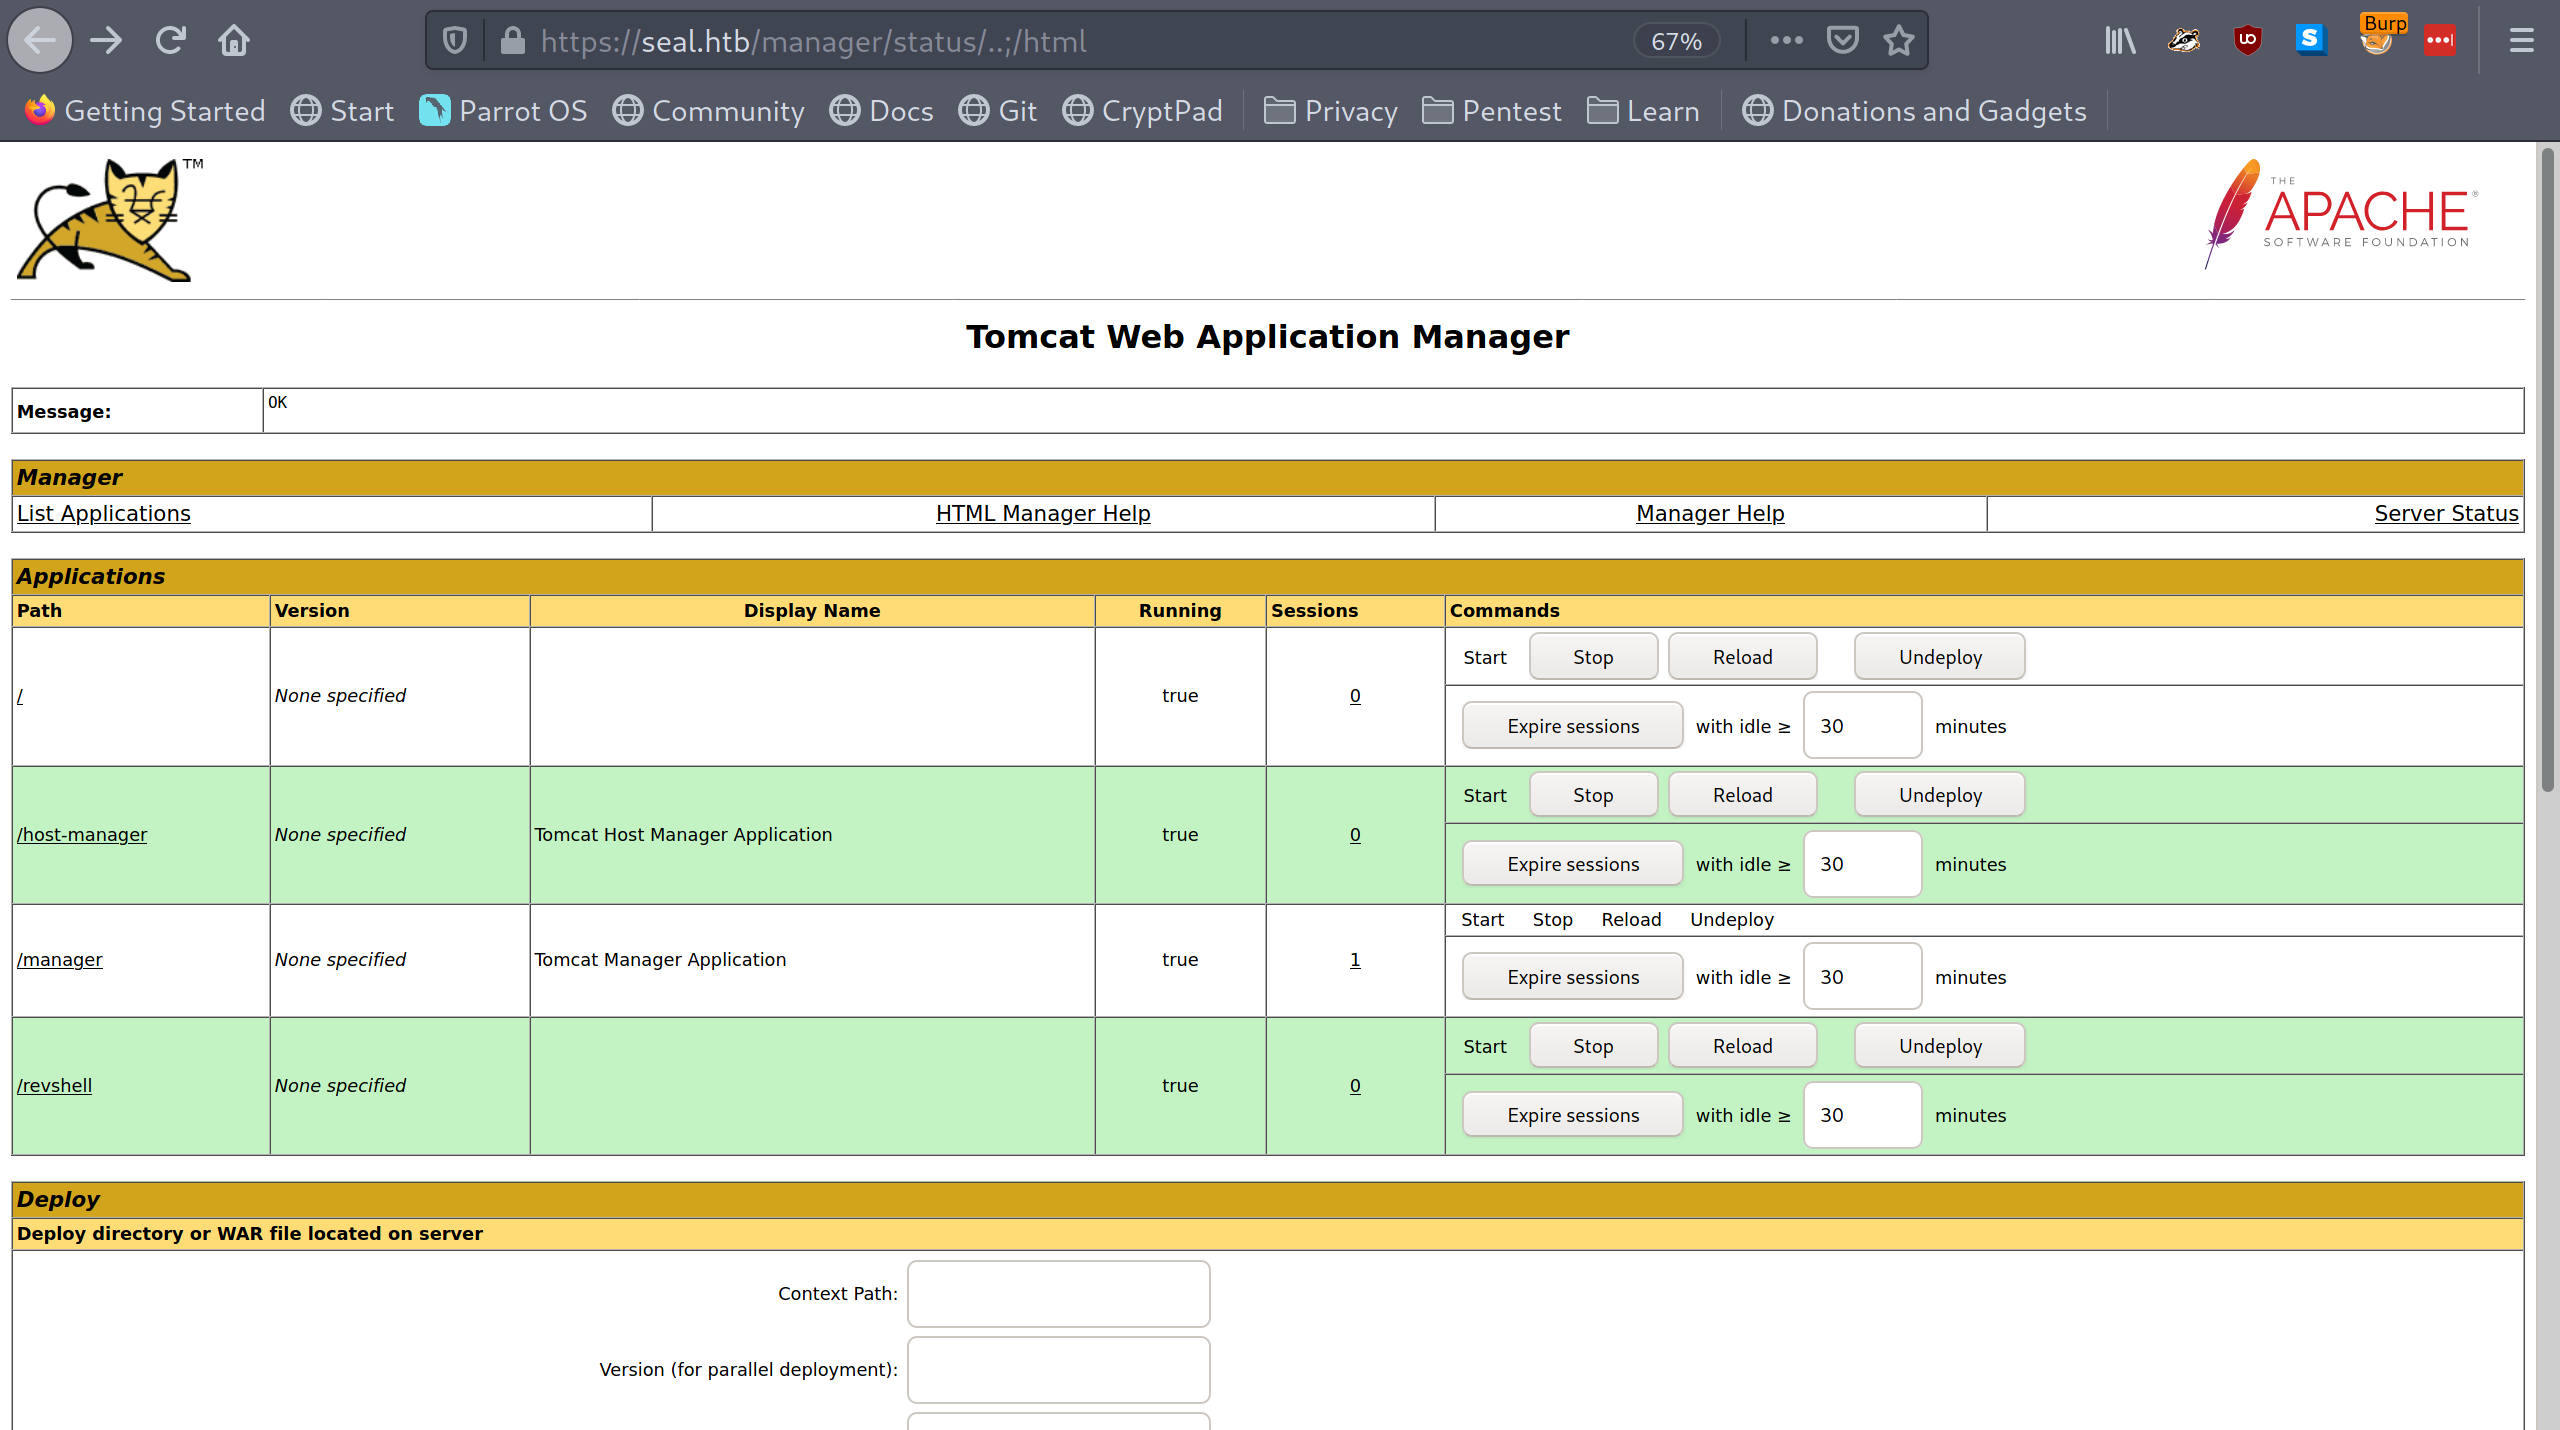 https://seal.htb/manager/status/..;/html 67% Burp
Getting Started Start Parrot OS Community Docs Git CryptPad Privacy Pentest Learn Donations and Gadgets
TM
THE
APACHE®
SOFTWARE FOUNDATION
Tomcat Web Application Manager
Message: OK
Manager
List Applications HTML Manager Help Manager Help Server Status
Applications
Path Version Display Name Running Sessions Commands
/ None specified true 0 Start Stop Reload Undeploy
Expire sessions with idle ≥ 30 minutes
/host-manager None specified Tomcat Host Manager Application true 0 Start Stop Reload Undeploy
Expire sessions with idle ≥ 30 minutes
/manager None specified Tomcat Manager Application true 1 Start Stop Reload Undeploy
Expire sessions with idle ≥ 30 minutes
/revshell None specified true 0 Start Stop Reload Undeploy
Expire sessions with idle ≥ 30 minutes
Deploy
Deploy directory or WAR file located on server
Context Path:
Version (for parallel deployment):